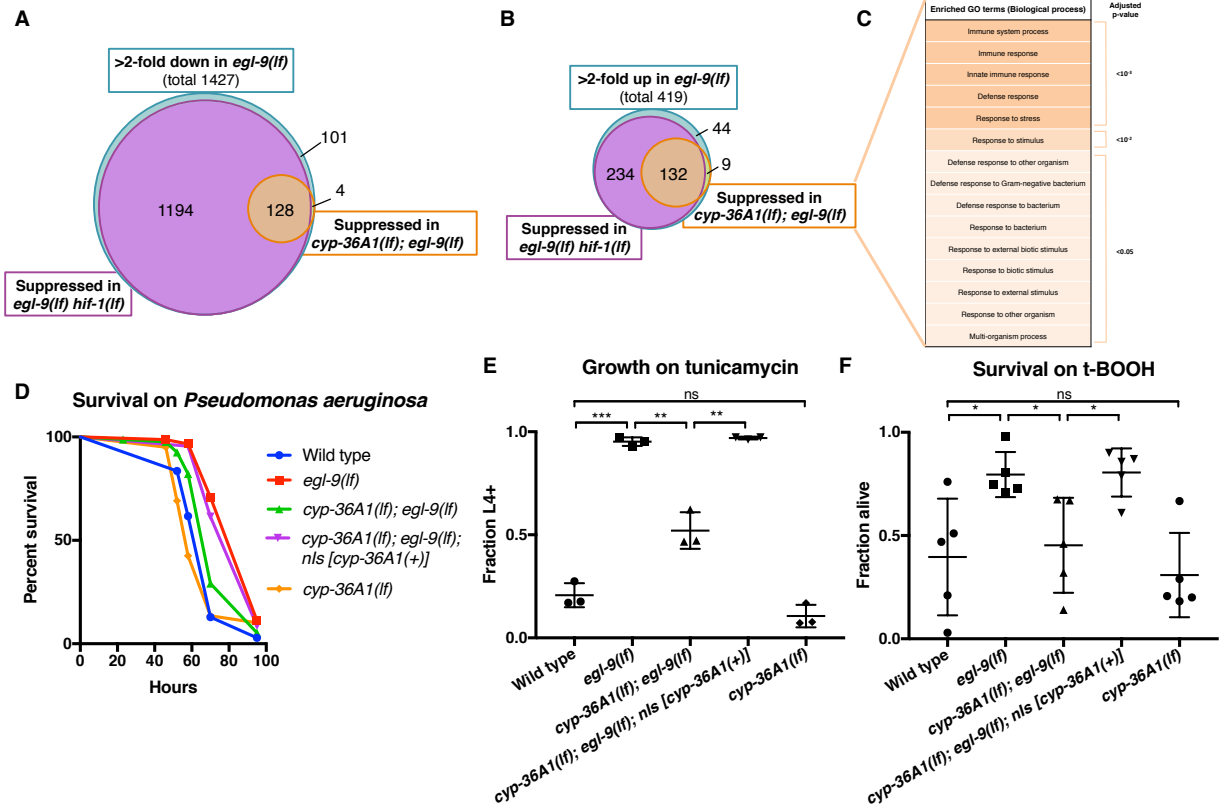 A
>2-fold down in egl-9(lf)
(total 1427)
101
4
1194
128
Suppressed in
cyp-36A1(lf); egl-9(lf)
Suppressed in
egl-9(lf) hif-1(lf)
B
>2-fold up in egl-9(lf)
(total 419)
44
9
234
132
Suppressed in
cyp-36A1(lf); egl-9(lf)
Suppressed in
egl-9(lf) hif-1(lf)
C
Enriched GO terms (Biological process)
Adjusted
p-value
Immune system process
Immune response
Innate immune response
Defense response
Response to stress
Response to stimulus
Defense response to other organism
Defense response to Gram-negative bacterium
Defense response to bacterium
Response to bacterium
Response to external biotic stimulus
Response to biotic stimulus
Response to external stimulus
Response to other organism
Multi-organism process
<10⁻²
<0.05
D
Survival on Pseudomonas aeruginosa
Percent survival
100
50
0
0 20 40 60 80 100
Hours
Wild type
egl-9(lf)
cyp-36A1(lf); egl-9(lf)
cyp-36A1(lf); egl-9(lf);
nIs [cyp-36A1(+)]
cyp-36A1(lf)
E
Growth on tunicamycin
ns
*** ** **
Fraction L4+
1.0
0.5
0.0
Wild type
egl-9(lf)
cyp-36A1(lf); egl-9(lf)
cyp-36A1(lf); egl-9(lf); nIs [cyp-36A1(+)]
cyp-36A1(lf)
F
Survival on t-BOOH
ns
* * *
Fraction alive
1.0
0.5
0.0
Wild type
egl-9(lf)
cyp-36A1(lf); egl-9(lf)
cyp-36A1(lf); egl-9(lf); nIs [cyp-36A1(+)]
cyp-36A1(lf)